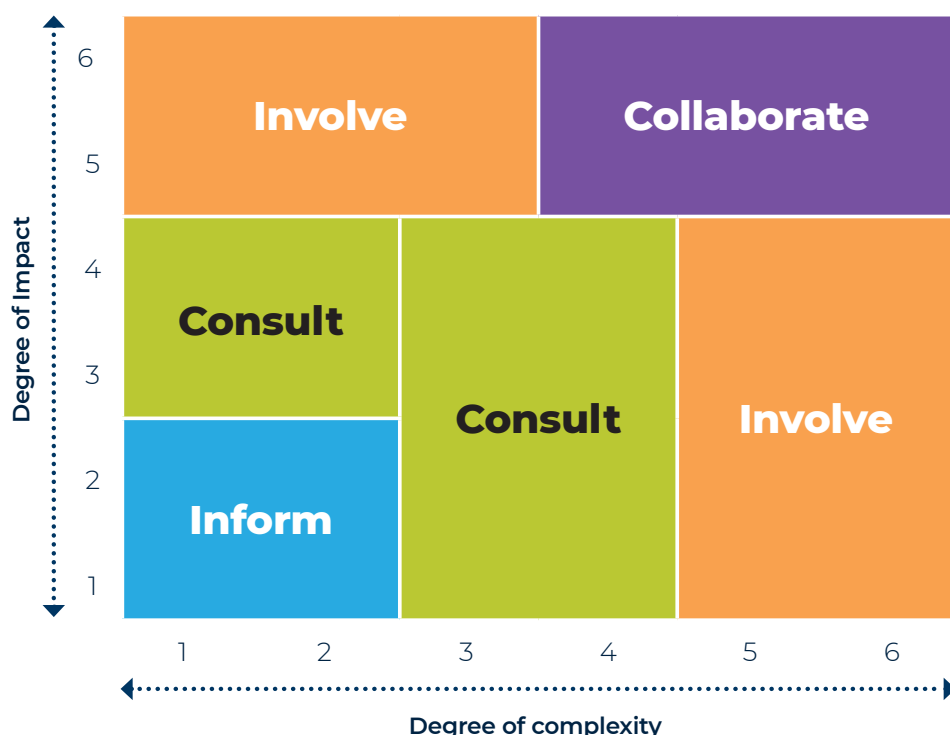 6
Involve
Collaborate
5
Degree of Impact
4
Consult
3
Consult
Involve
2
Inform
1
1 2 3 4 5 6
Degree of complexity